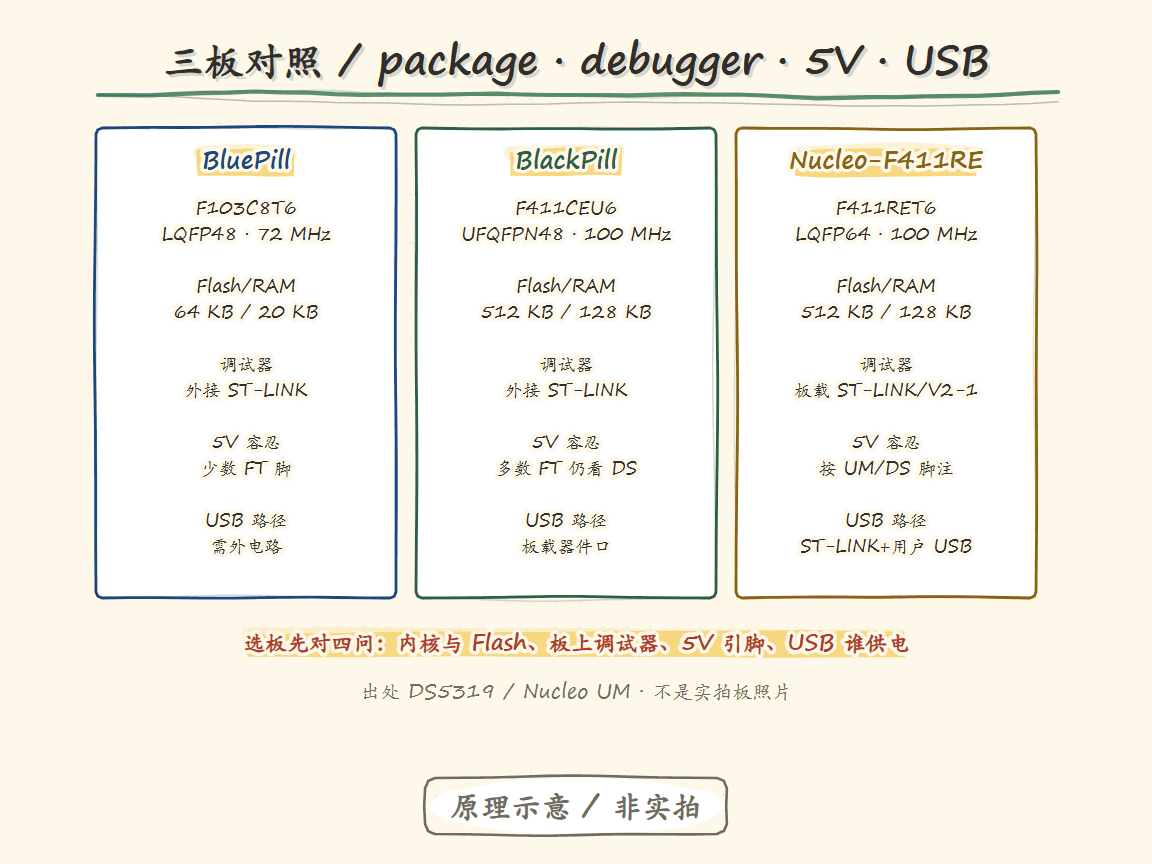 三板对照 / package · debugger · 5V · USB
BluePill
F103C8T6
LQFP48 · 72 MHz
Flash/RAM
64 KB / 20 KB
调试器
外接 ST-LINK
5V 容忍
少数 FT 脚
USB 路径
需外电路
BlackPill
F411CEU6
UFQFPN48 · 100 MHz
Flash/RAM
512 KB / 128 KB
调试器
外接 ST-LINK
5V 容忍
多数 FT 仍看 DS
USB 路径
板载器件口
Nucleo-F411RE
F411RET6
LQFP64 · 100 MHz
Flash/RAM
512 KB / 128 KB
调试器
板载 ST-LINK/V2-1
5V 容忍
按 UM/DS 脚注
USB 路径
ST-LINK+用户 USB
选板先对四问：内核与 Flash、板上调试器、5V 引脚、USB 谁供电
出处 DS5319 / Nucleo UM · 不是实拍板照片
原理示意 / 非实拍